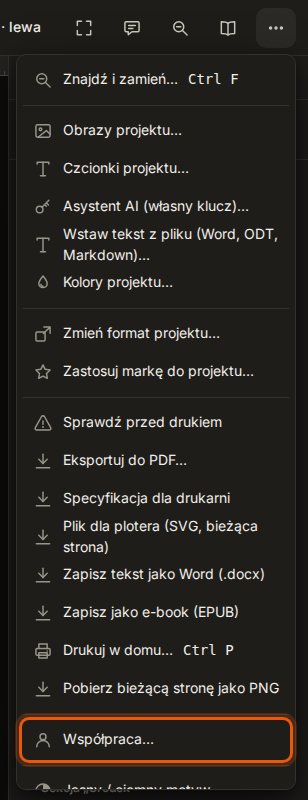 · lewa
Znajdź i zamień... Ctrl F
Obrazy projektu...
Czcionki projektu...
Asystent AI (własny klucz)...
Wstaw tekst z pliku (Word, ODT,
Markdown)...
Kolory projektu...
Zmień format projektu...
Zastosuj markę do projektu...
Sprawdź przed drukiem
Eksportuj do PDF...
Specyfikacja dla drukarni
Plik dla plotera (SVG, bieżąca
strona)
Zapisz tekst jako Word (.docx)
Zapisz jako e-book (EPUB)
Drukuj w domu... Ctrl P
Pobierz bieżącą stronę jako PNG
Współpraca...
Jasny / ciemny motyw